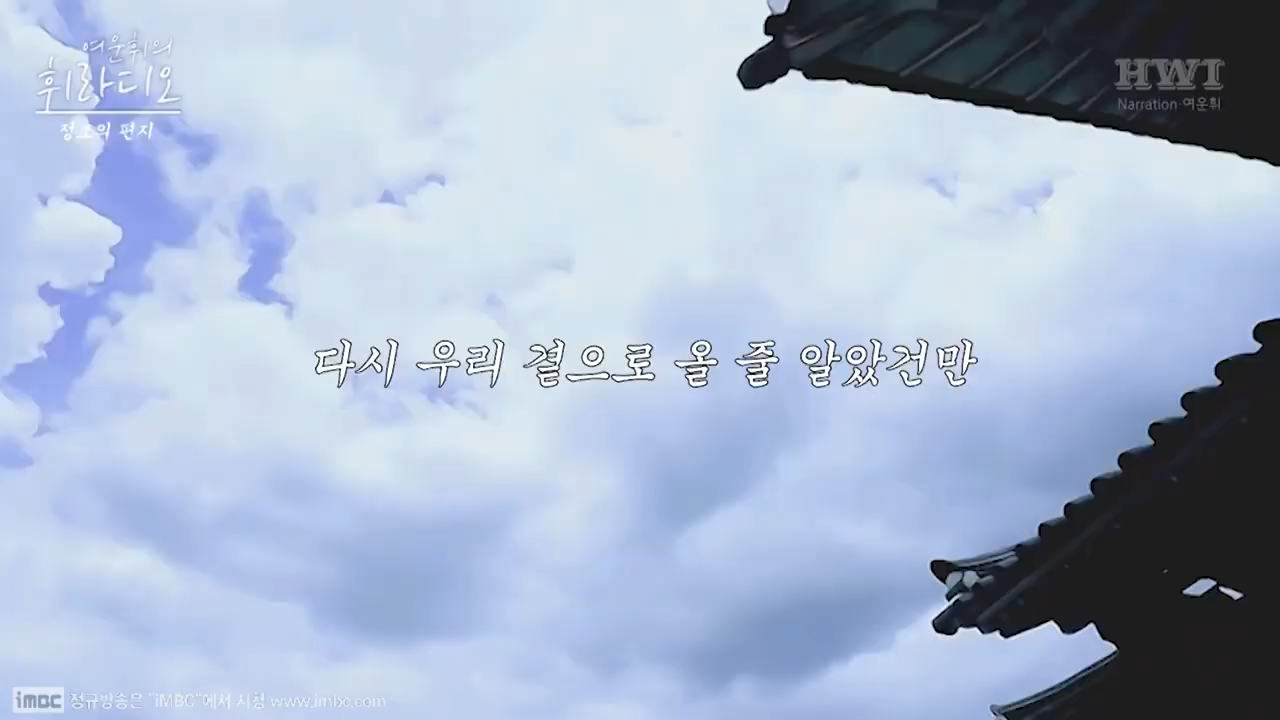 여운휘의
휘라디오
정조의 편지
HWI
Narration·여운휘
다시 우리 곁으로 올 줄 알았건만
imbc 정규방송은 "iMBC"에서 시청 www.imbc.com